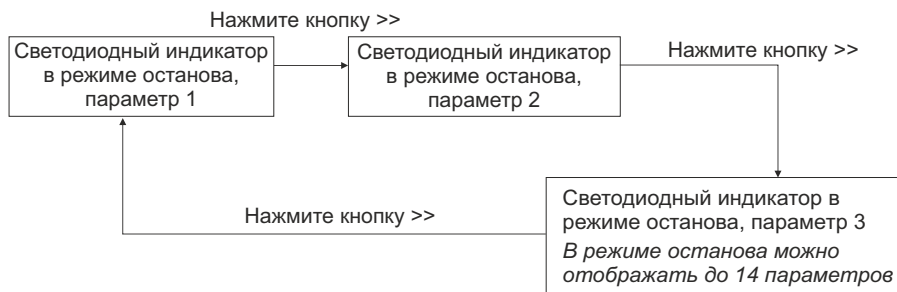 Нажмите кнопку >>
Светодиодный индикатор
в режиме останова,
параметр 1
Светодиодный индикатор
в режиме останова,
параметр 2
Нажмите кнопку >>
Светодиодный индикатор в
режиме останова, параметр 3
В режиме останова можно
отображать до 14 параметров
Нажмите кнопку >>